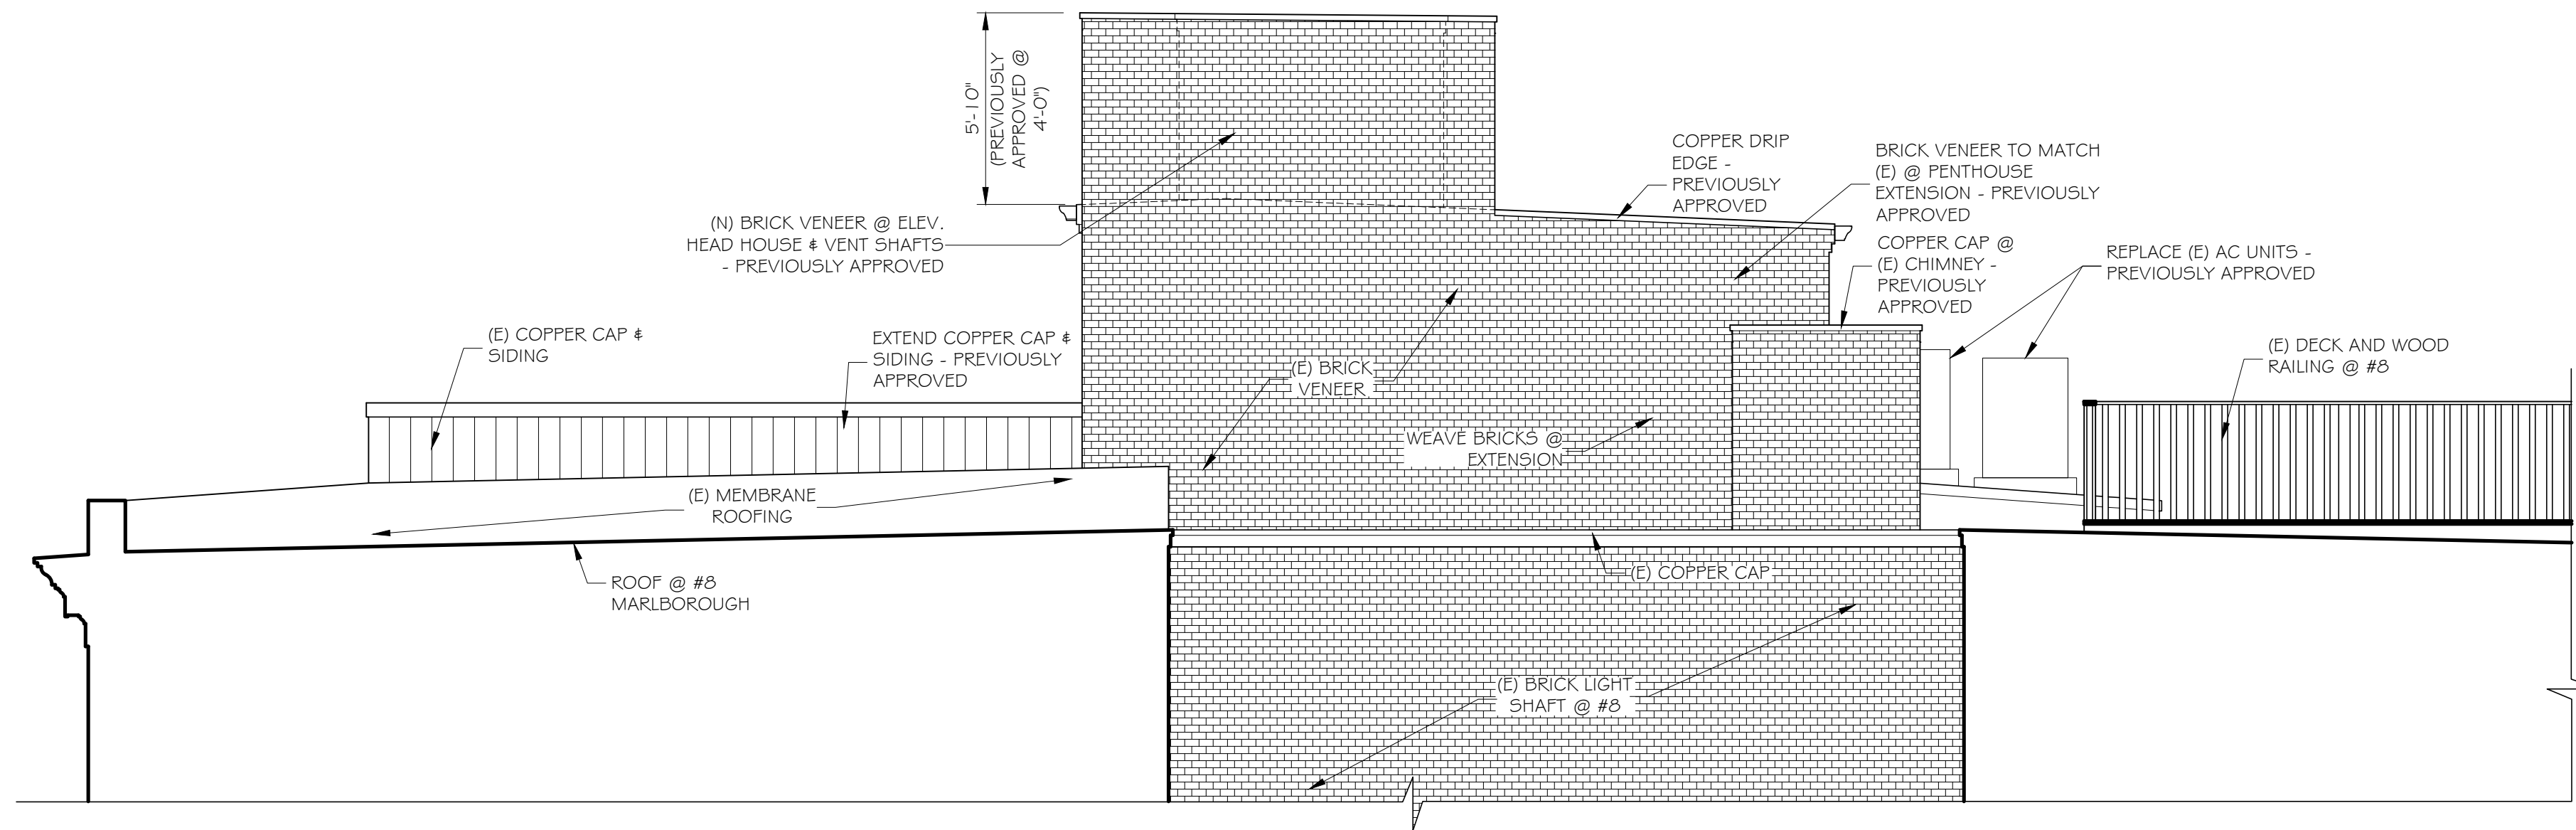 5'-10"
(PREVIOUSLY
APPROVED @
4'-0")
(N) BRICK VENEER @ ELEV.
HEAD HOUSE & VENT SHAFTS
- PREVIOUSLY APPROVED
COPPER DRIP
EDGE -
PREVIOUSLY
APPROVED
BRICK VENEER TO MATCH
(E) @ PENTHOUSE
EXTENSION - PREVIOUSLY
APPROVED
COPPER CAP @
(E) CHIMNEY -
PREVIOUSLY
APPROVED
REPLACE (E) AC UNITS -
PREVIOUSLY APPROVED
(E) COPPER CAP &
SIDING
EXTEND COPPER CAP &
SIDING - PREVIOUSLY
APPROVED
(E) BRICK
VENEER
(E) DECK AND WOOD
RAILING @ #8
WEAVE BRICKS @
EXTENSION
(E) MEMBRANE
ROOFING
ROOF @ #8
MARLBOROUGH
(E) COPPER CAP
(E) BRICK LIGHT
SHAFT @ #8